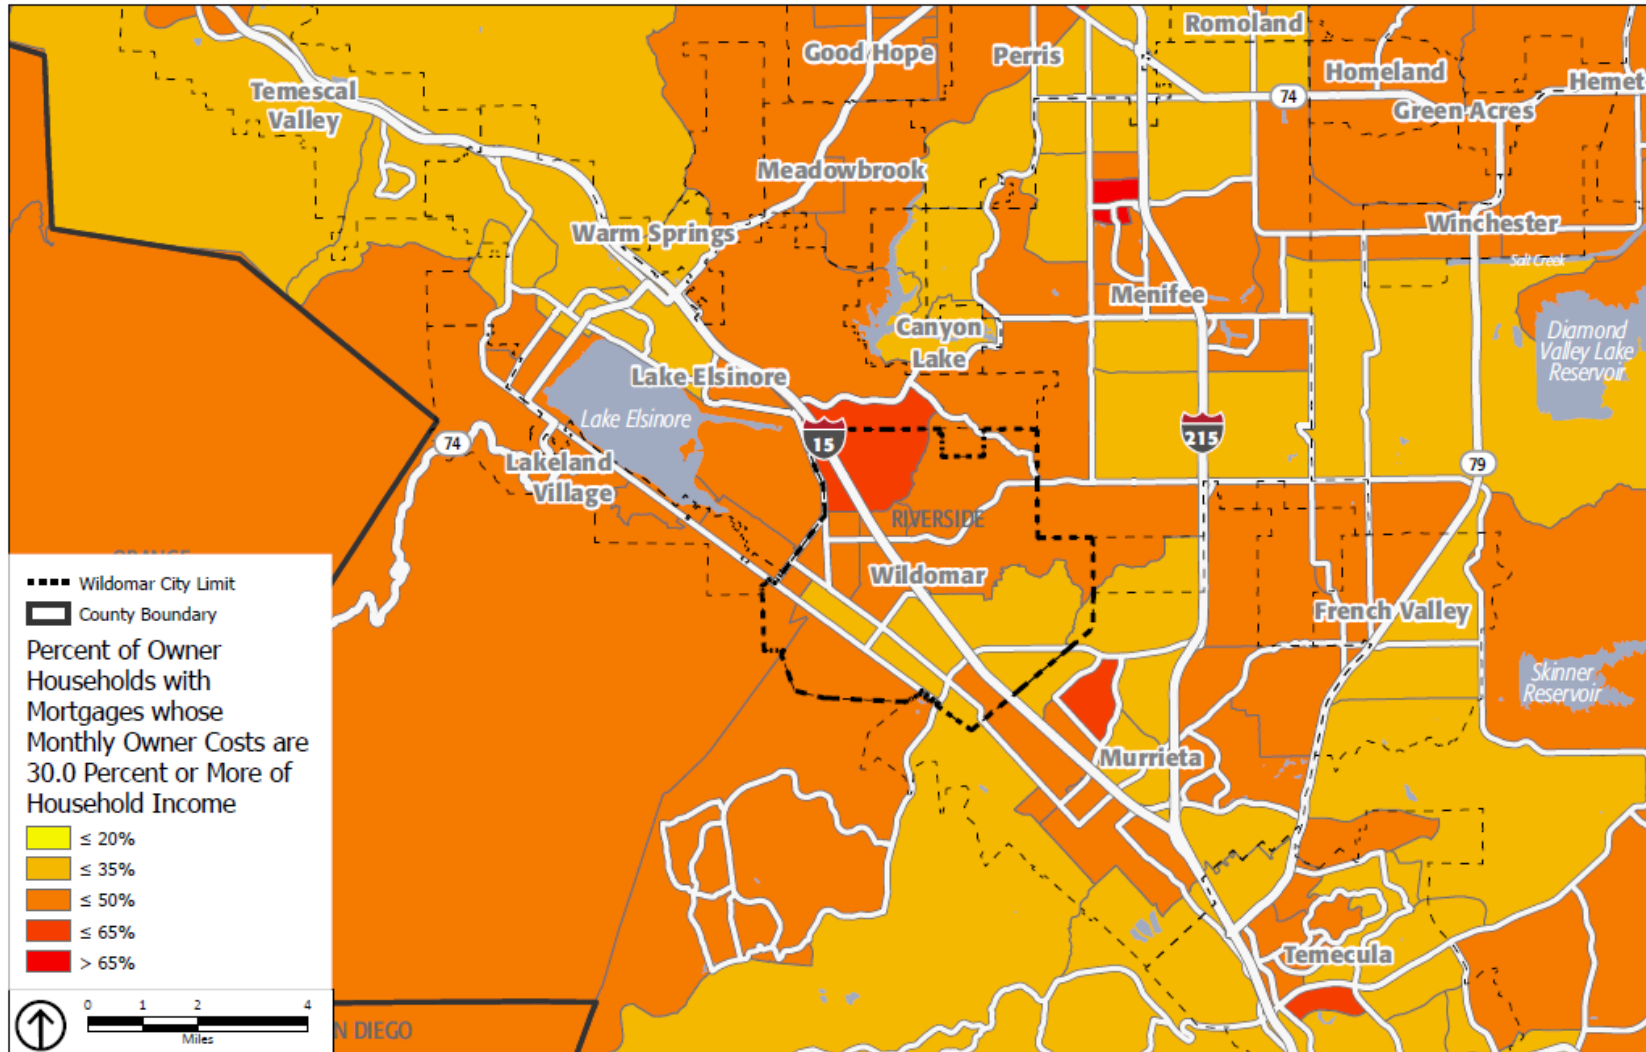 Romoland
Good Hope
Perris
Homeland
Hemet
Temescal
Valley
74
Green Acres
Meadowbrook
Warm Springs
Winchester
Salt Creek
Menifee
Canyon
Lake
Diamond
Valley Lake
Reservoir
Lake Elsinore
Lake Elsinore
15
215
74
79
Lakeland
Village
RIVERSIDE
Wildomar
French Valley
Skinner
Reservoir
Murrieta
Temecula
N DIEGO
Wildomar City Limit
County Boundary
Percent of Owner
Households with
Mortgages whose
Monthly Owner Costs are
30.0 Percent or More of
Household Income
≤ 20%
≤ 35%
≤ 50%
≤ 65%
> 65%
0 1 2 4
Miles